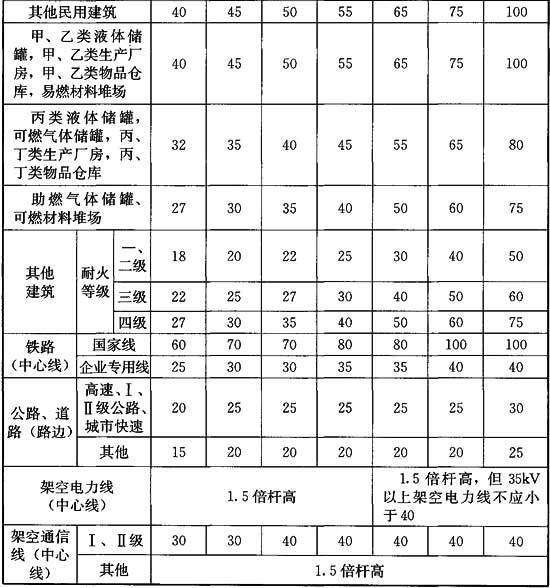 其他民用建筑 40 45 50 55 65 75 100
甲、乙类液体储
罐，甲、乙类生产厂
房，甲、乙类物品仓
库，易燃材料堆场
40 45 50 55 65 75 100
丙类液体储罐，
可燃气体储罐，丙、
丁类生产厂房，丙、
丁类物品仓库
32 35 40 45 55 65 80
助燃气体储罐、
可燃材料堆场
27 30 35 40 50 60 75
其他
建筑
耐火
等级
一、
二级
18 20 22 25 30 40 50
三级 22 25 27 30 40 50 60
四级 27 30 35 40 50 60 75
铁路
（中心线）
国家线 60 70 70 80 80 100 100
企业专用线 25 30 30 35 35 40 40
公路、道
路（路边）
高速、Ⅰ、
Ⅱ级公路、
城市快速
20 25 25 25 25 25 30
其他 15 20 20 20 20 20 25
架空电力线
（中心线）
1.5倍杆高
1.5倍杆高，但35kV
以上架空电力线不应小
于40
架空通信
线（中心
线）
Ⅰ、Ⅱ级 30 30 40 40 40 40 40
其他 1.5倍杆高